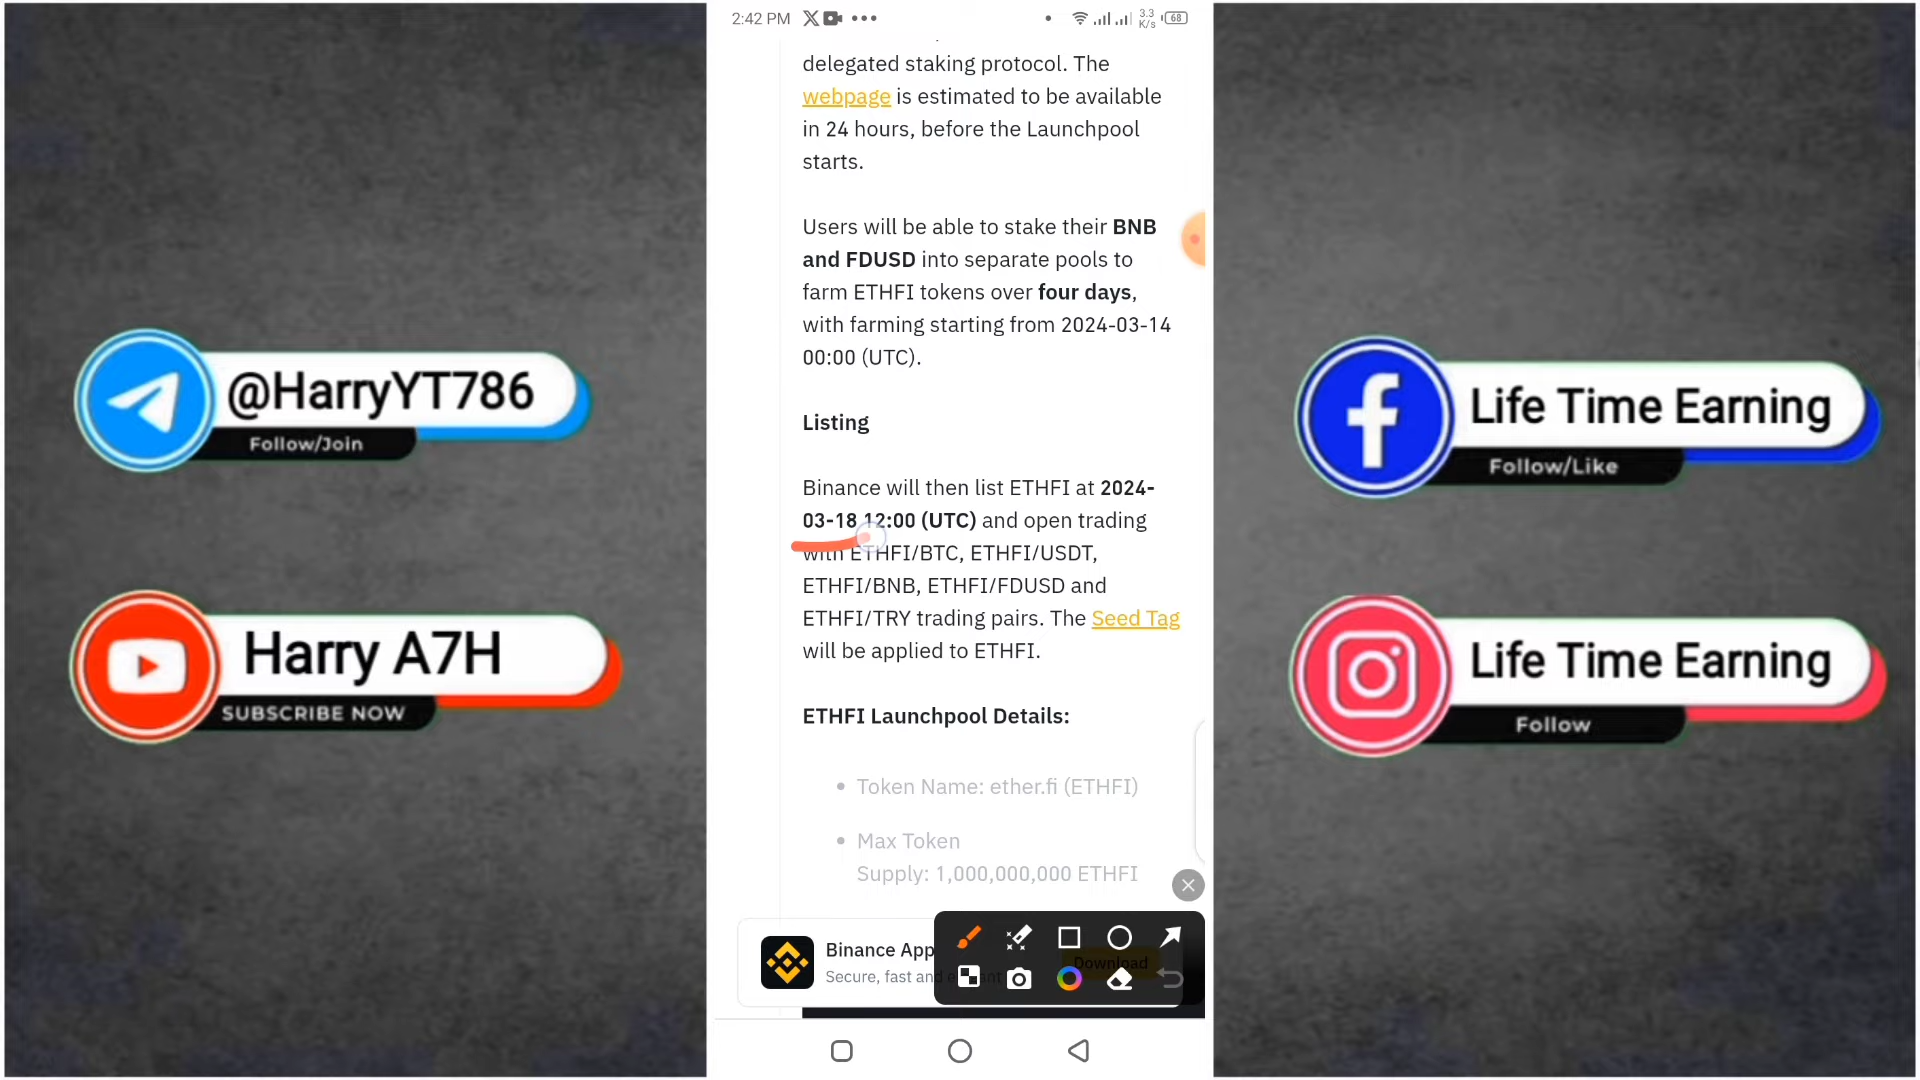 2:42 PM
3.3
K/s
68
delegated staking protocol. The
webpage is estimated to be available
in 24 hours, before the Launchpool
starts.
Users will be able to stake their BNB
and FDUSD into separate pools to
farm ETHFI tokens over four days,
with farming starting from 2024-03-14
00:00 (UTC).
Listing
Binance will then list ETHFI at 2024-
03-18 12:00 (UTC) and open trading
with ETHFI/BTC, ETHFI/USDT,
ETHFI/BNB, ETHFI/FDUSD and
ETHFI/TRY trading pairs. The Seed Tag
will be applied to ETHFI.
ETHFI Launchpool Details:
Token Name: ether.fi (ETHFI)
Max Token
Supply: 1,000,000,000 ETHFI
Binance App
Secure, fast and
Download
@HarryYT786
Follow/Join
Harry A7H
SUBSCRIBE NOW
Life Time Earning
Follow/Like
Life Time Earning
Follow